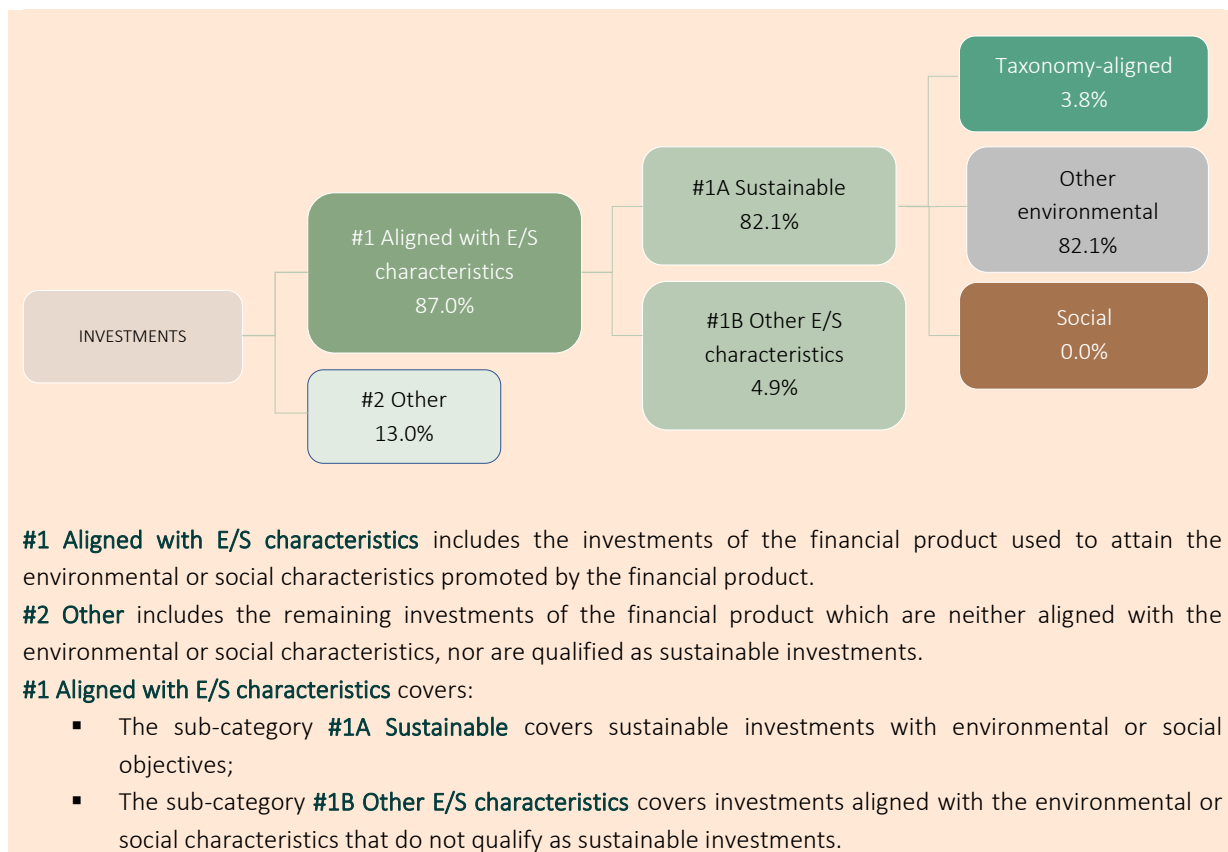 INVESTMENTS
#1 Aligned with E/S
characteristics
87.0%
#2 Other
13.0%
#1A Sustainable
82.1%
#1B Other E/S
characteristics
4.9%
Taxonomy-aligned
3.8%
Other
environmental
82.1%
Social
0.0%
#1 Aligned with E/S characteristics includes the investments of the financial product used to attain the
environmental or social characteristics promoted by the financial product.
#2 Other includes the remaining investments of the financial product which are neither aligned with the
environmental or social characteristics, nor are qualified as sustainable investments.
#1 Aligned with E/S characteristics covers:
▪ The sub-category #1A Sustainable covers sustainable investments with environmental or social
objectives;
▪ The sub-category #1B Other E/S characteristics covers investments aligned with the environmental or
social characteristics that do not qualify as sustainable investments.